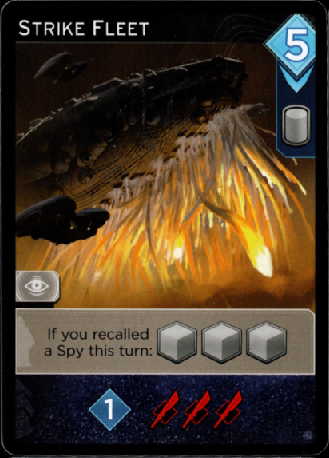 STRIKE FLEET
5
If you recalled
a Spy this turn:
1